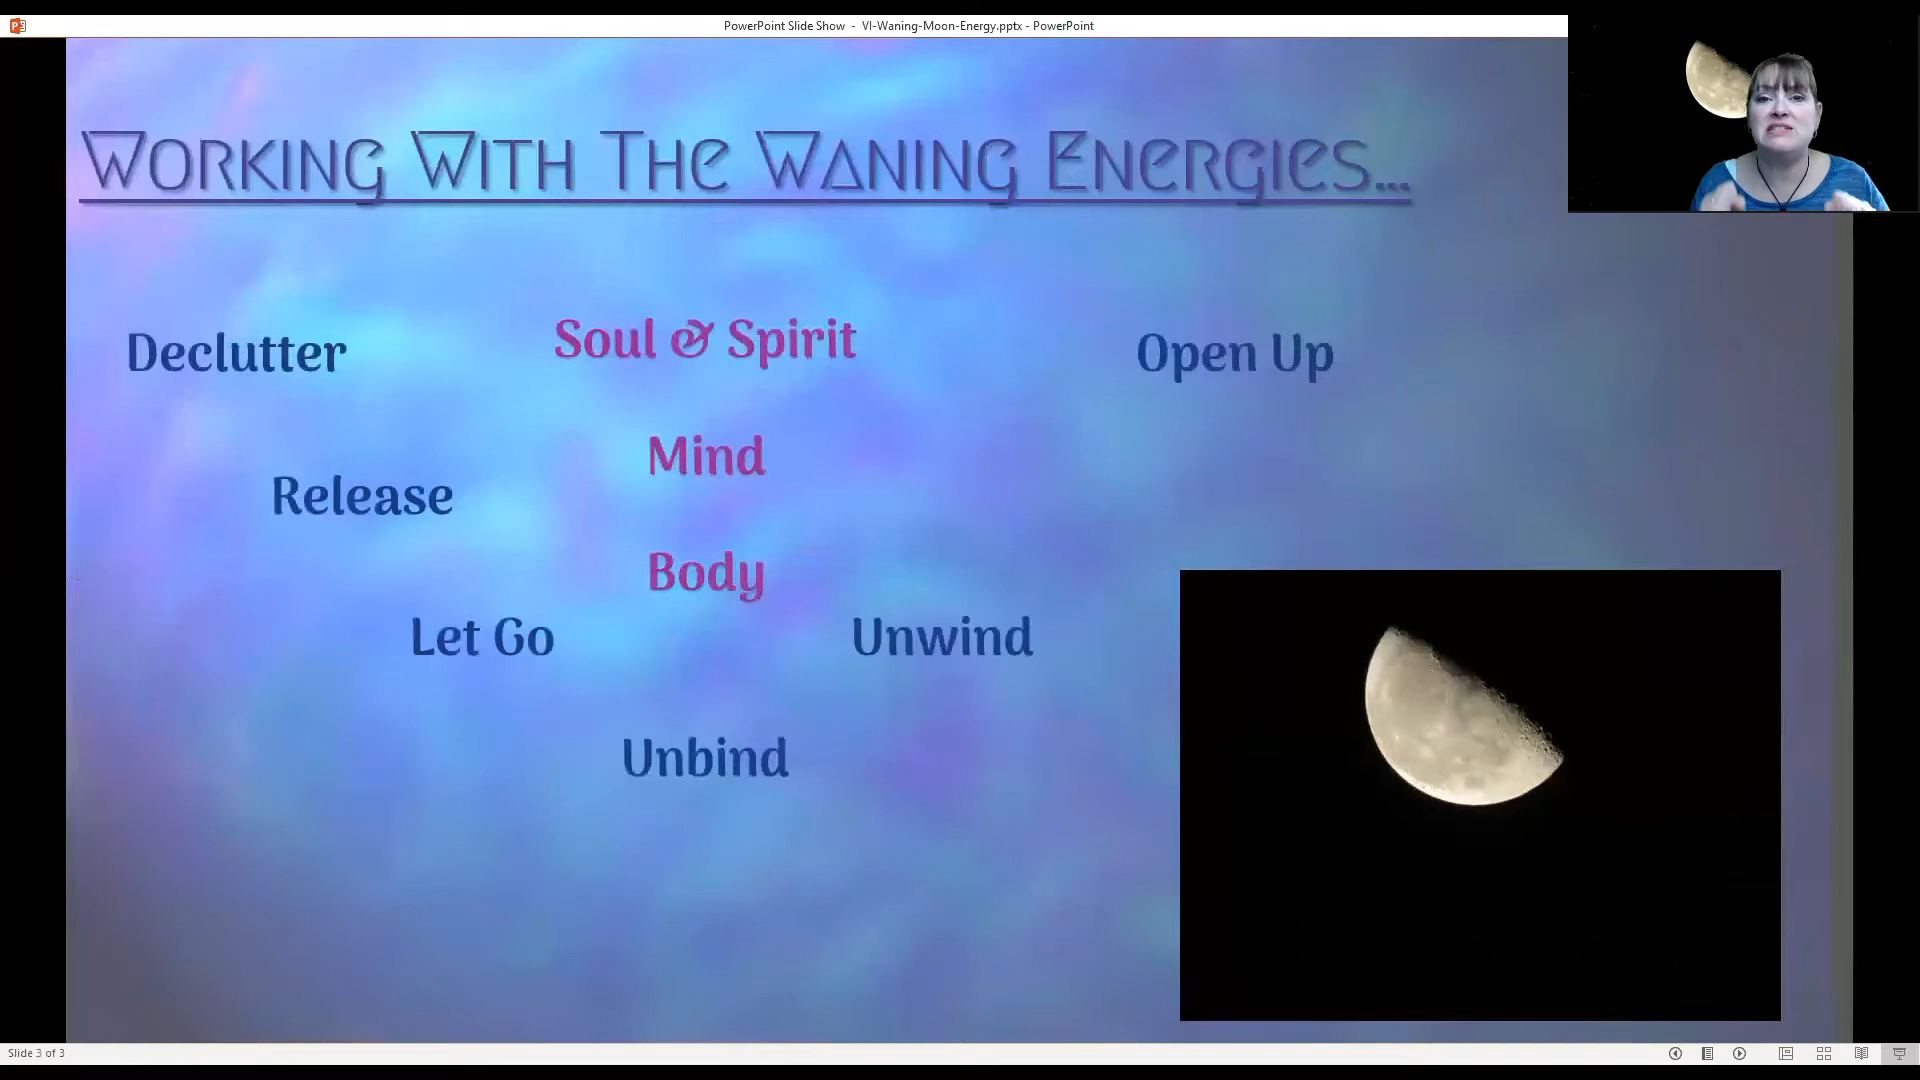 PowerPoint Slide Show - VI-Waning-Moon-Energy.pptx - PowerPoint
Working With The Waning Energies...
Declutter
Soul & Spirit
Open Up
Mind
Release
Body
Let Go
Unwind
Unbind
Slide 3 of 3